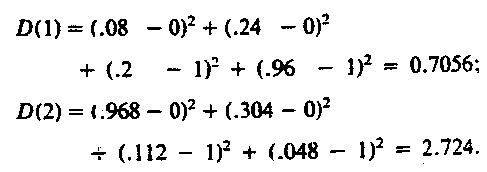 D(1) = (.08 − 0)² + (.24 − 0)²
+ (.2 − 1)² + (.96 − 1)² = 0.7056;
D(2) = (.968 − 0)² + (.304 − 0)²
+ (.112 − 1)² + (.048 − 1)² = 2.724.